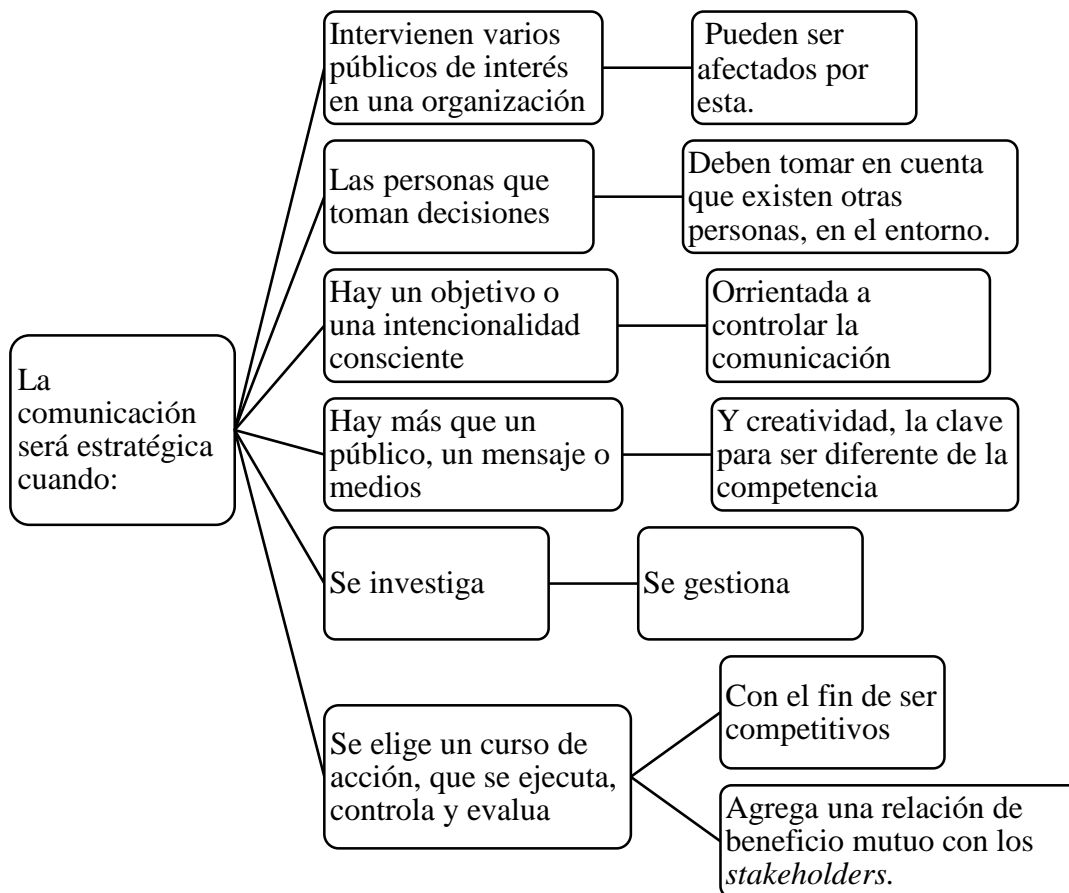 La
comunicación
será estratégica
cuando:
Intervienen varios
públicos de interés
en una organización
Pueden ser
afectados por
esta.
Las personas que
toman decisiones
Deben tomar en cuenta
que existen otras
personas, en el entorno.
Hay un objetivo o
una intencionalidad
consciente
Orrientada a
controlar la
comunicación
Hay más que un
público, un mensaje o
medios
Y creatividad, la clave
para ser diferente de la
competencia
Se investiga
Se gestiona
Se elige un curso de
acción, que se ejecuta,
controla y evalua
Con el fin de ser
competitivos
Agrega una relación de
beneficio mutuo con los
stakeholders.